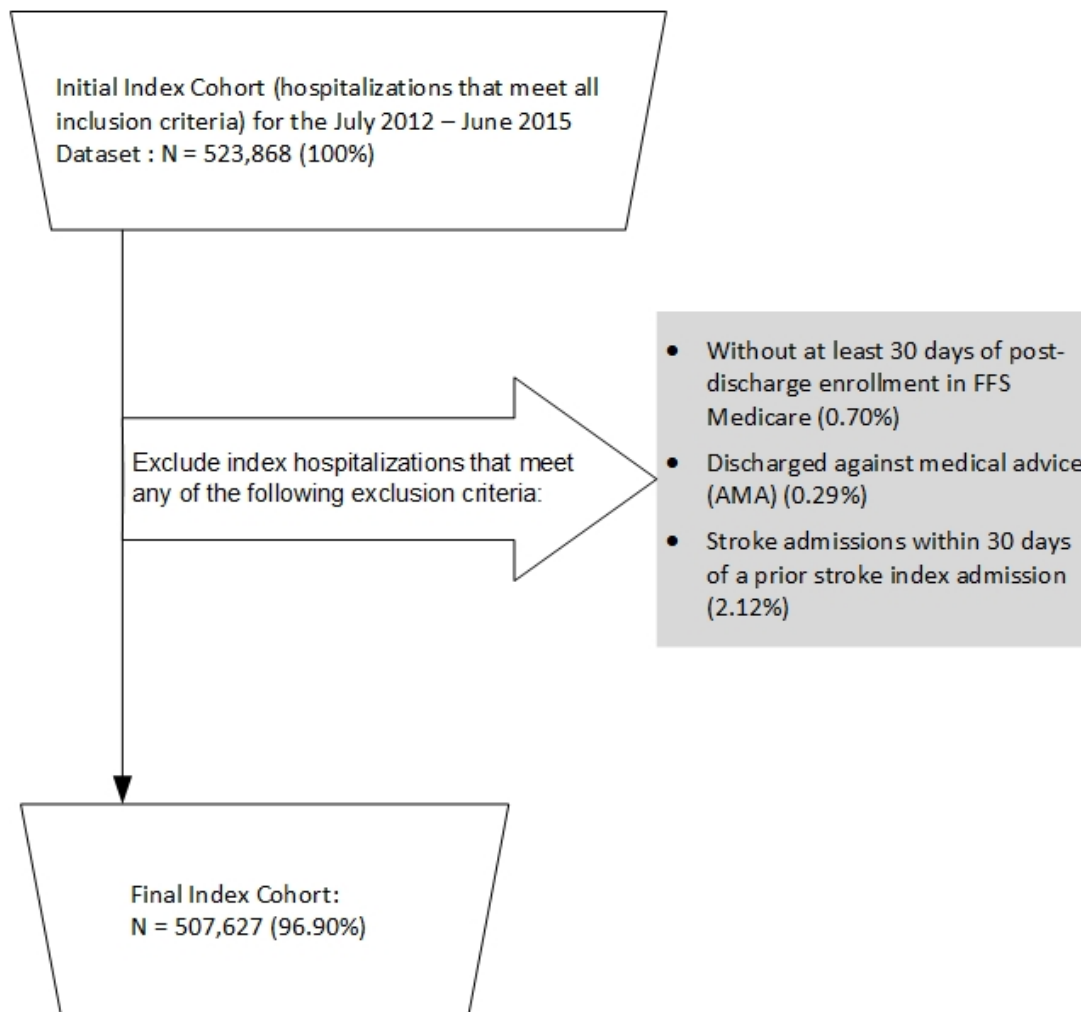 Initial Index Cohort (hospitalizations that meet all
inclusion criteria) for the July 2012 – June 2015
Dataset : N = 523,868 (100%)
Exclude index hospitalizations that meet
any of the following exclusion criteria:
• Without at least 30 days of post-
discharge enrollment in FFS
Medicare (0.70%)
• Discharged against medical advice
(AMA) (0.29%)
• Stroke admissions within 30 days
of a prior stroke index admission
(2.12%)
Final Index Cohort:
N = 507,627 (96.90%)